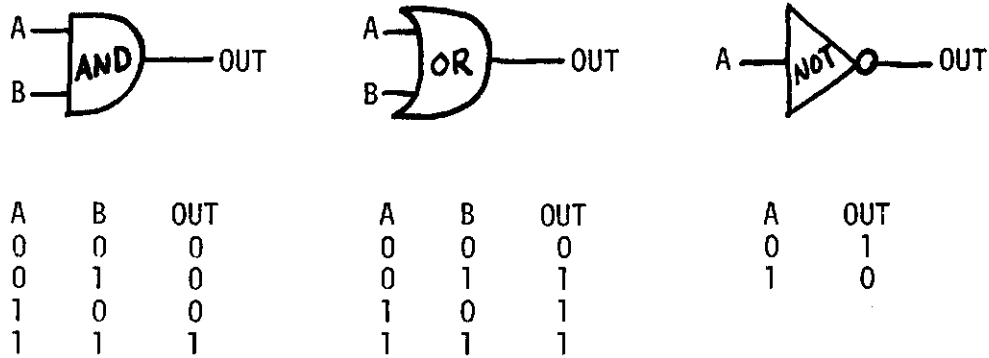 A AND OUT
B
A OR OUT
B
A NOT OUT
A B OUT
0 0 0
0 1 0
1 0 0
1 1 1
A B OUT
0 0 0
0 1 1
1 0 1
1 1 1
A OUT
0 1
1 0